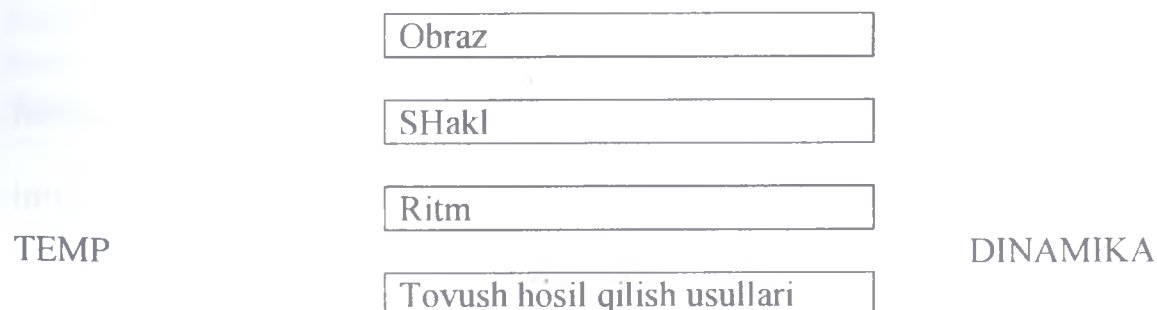 Obraz
SHakl
Ritm
TEMP
DINAMIKA
Tovush hosil qilish usullari